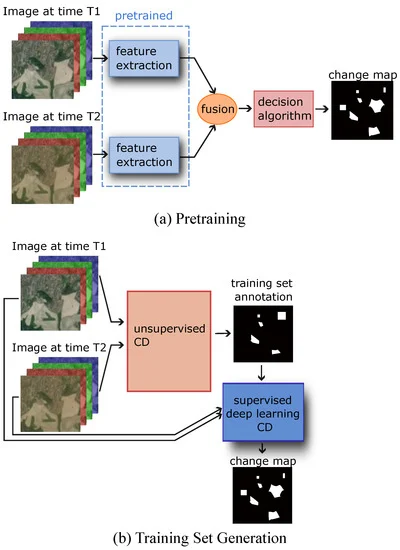 Image at time T1
pretrained
feature
extraction
Image at time T2
feature
extraction
fusion
decision
algorithm
change map
(a) Pretraining
Image at time T1
Image at time T2
unsupervised
CD
training set
annotation
supervised
deep learning
CD
change map
(b) Training Set Generation